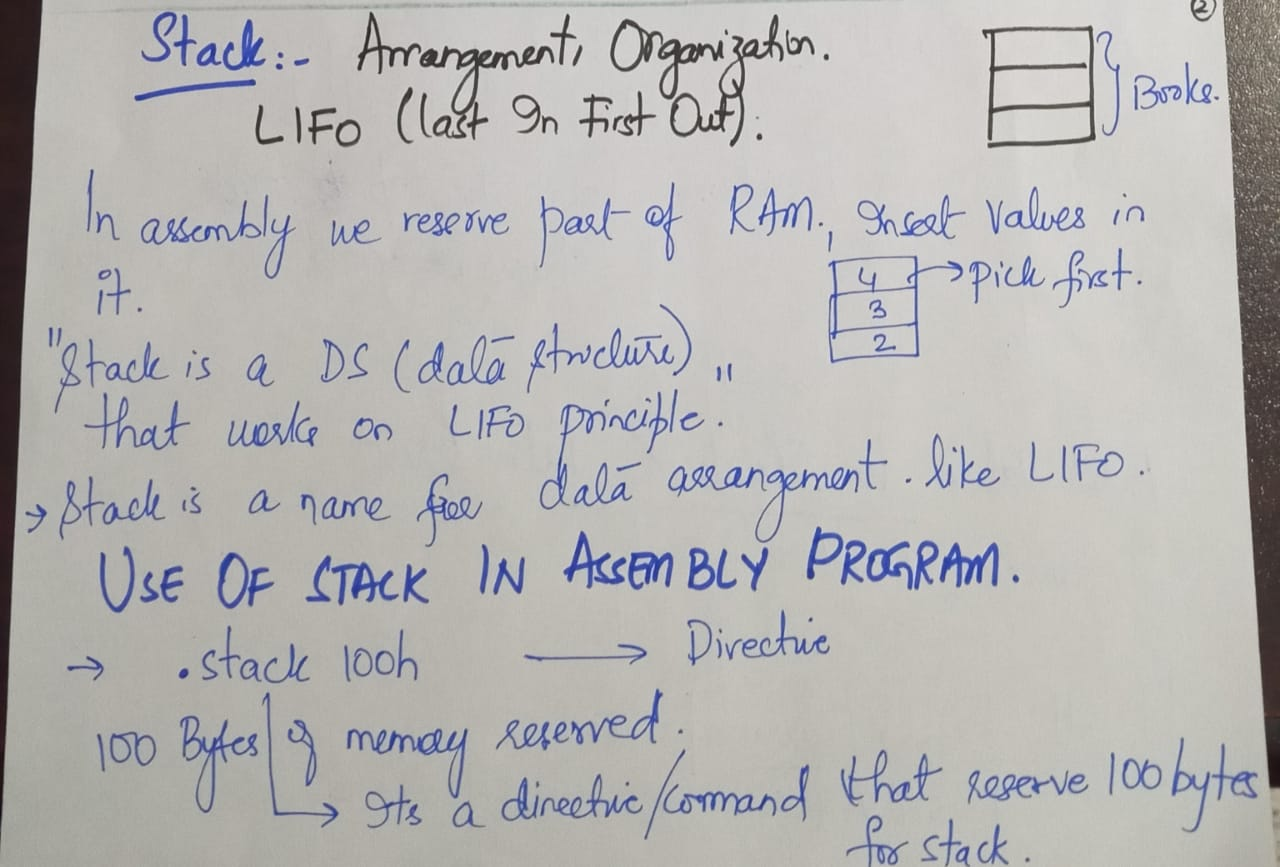 2
Stack:- Arrangement, Organization.
LIFO (last In First Out).
Books.
In assembly we reserve part of RAM., Insert values in
it.
4 → pick first.
3
2
"Stack is a DS (data structure)
that works on LIFO principle."
→ Stack is a name free data arrangement. like LIFO.
USE OF STACK IN ASSEMBLY PROGRAM.
→ .stack 100h → Directive
100 Bytes of memory reserved.
→ Its a directive/command that reserve 100 bytes
for stack.